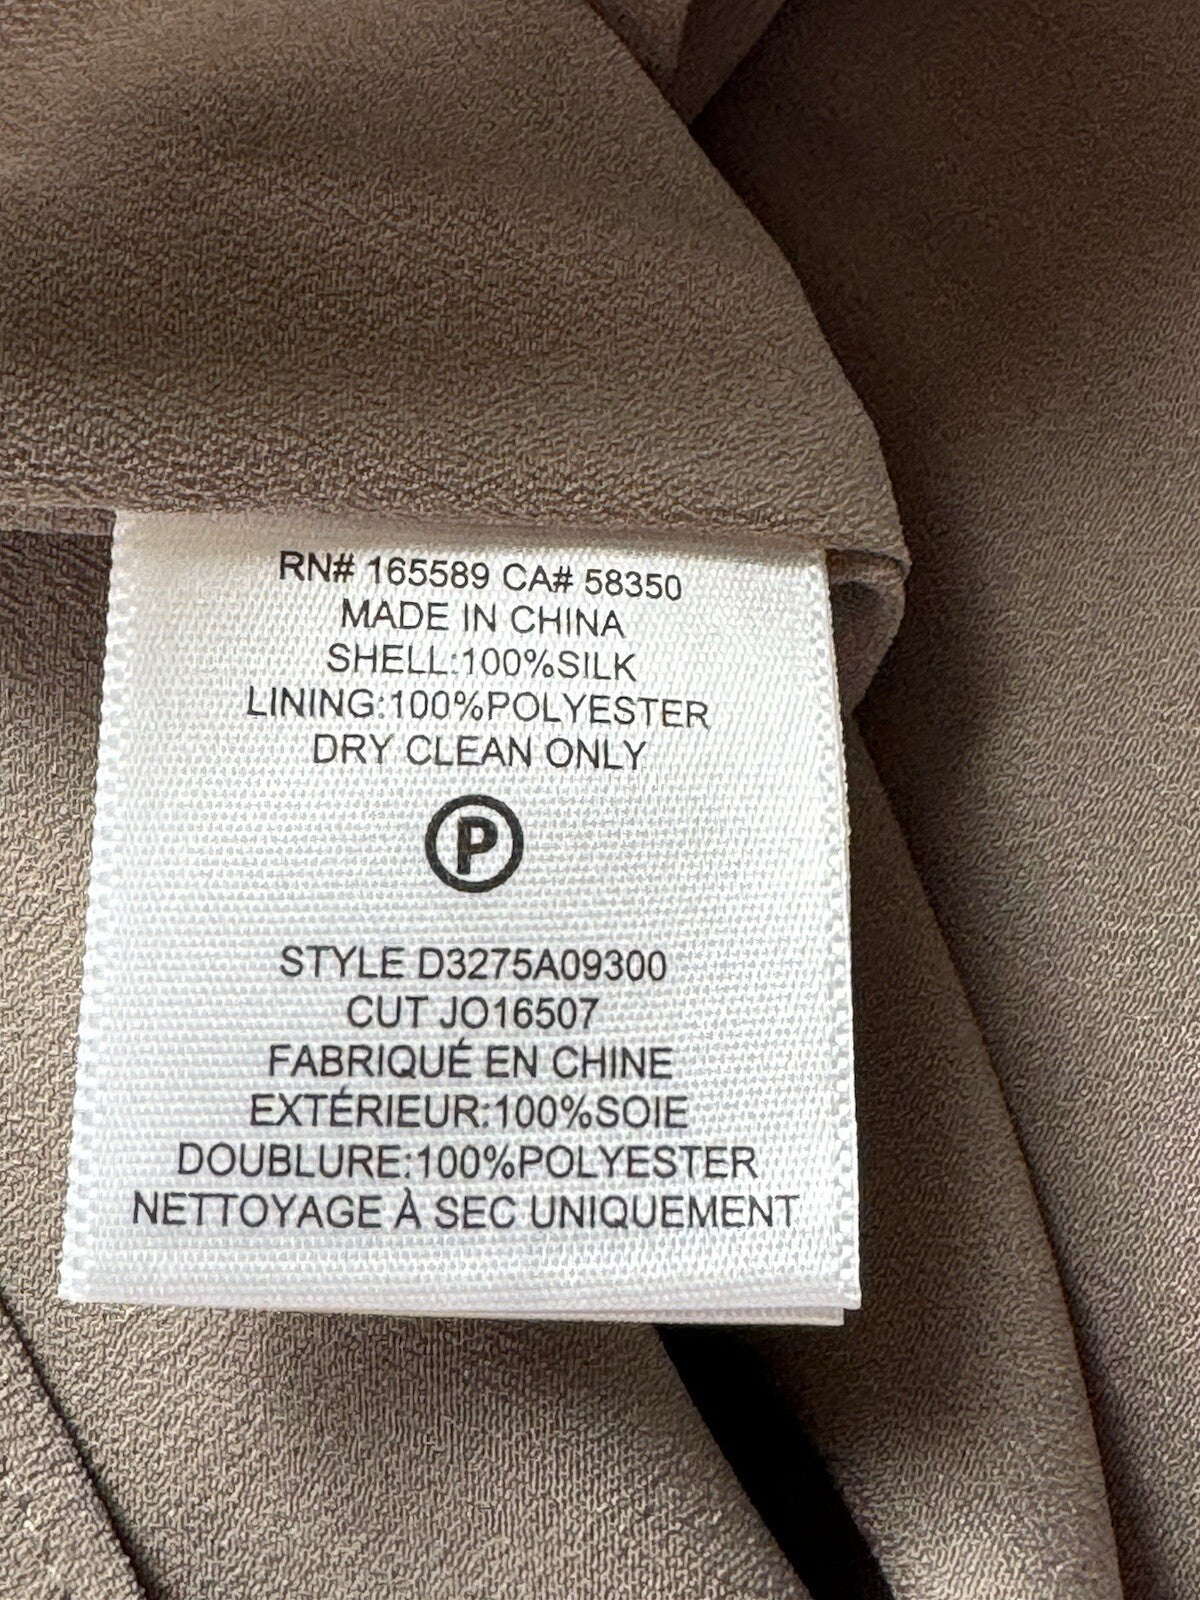 RN# 165589 CA# 58350
MADE IN CHINA
SHELL:100%SILK
LINING:100%POLYESTER
DRY CLEAN ONLY
P
STYLE D3275A09300
CUT JO16507
FABRIQUÉ EN CHINE
EXTÉRIEUR:100%SOIE
DOUBLURE:100%POLYESTER
NETTOYAGE À SEC UNIQUEMENT